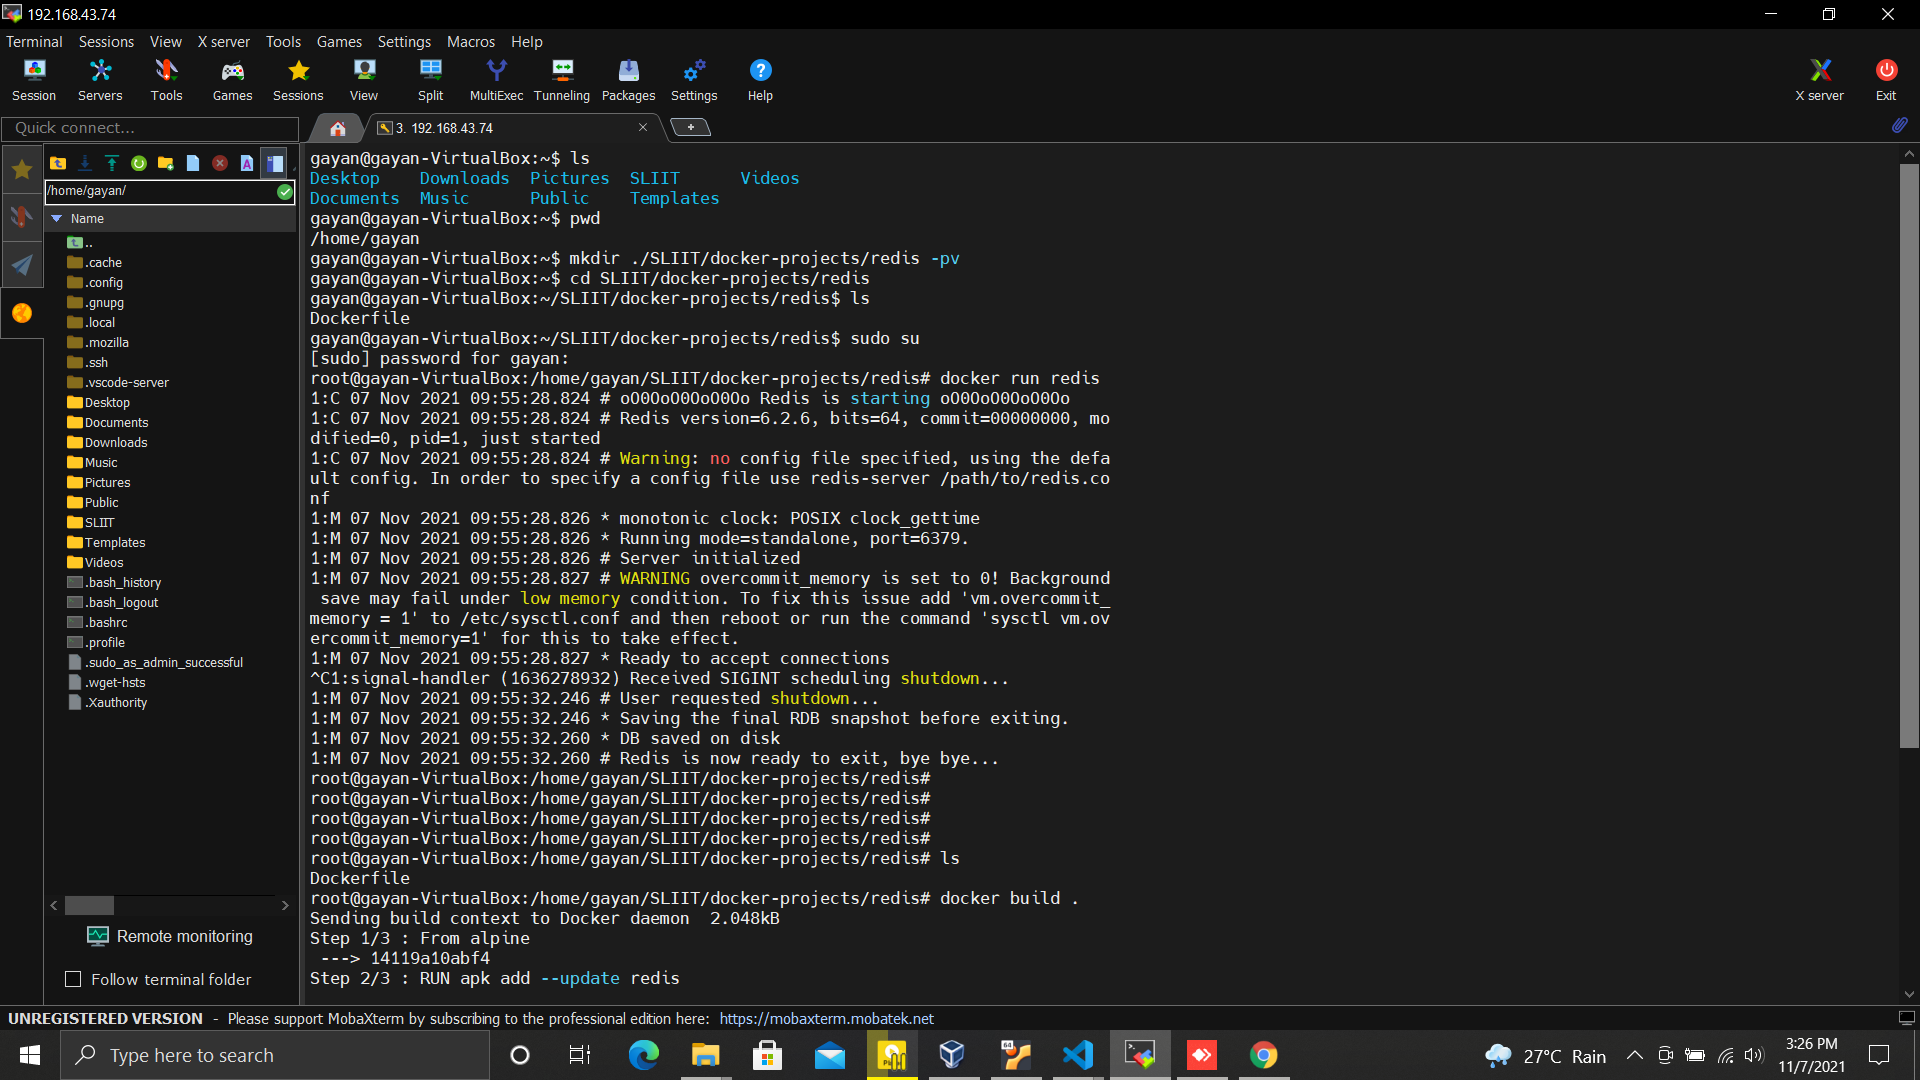 192.168.43.74
Terminal Sessions View X server Tools Games Settings Macros Help
Session Servers Tools Games Sessions View Split MultiExec Tunneling Packages Settings Help X server Exit
Quick connect...
3. 192.168.43.74
/home/gayan/
Name
..
.cache
.config
.gnupg
.local
.mozilla
.ssh
.vscode-server
Desktop
Documents
Downloads
Music
Pictures
Public
SLIIT
Templates
Videos
.bash_history
.bash_logout
.bashrc
.profile
.sudo_as_admin_successful
.wget-hsts
.Xauthority
Remote monitoring
Follow terminal folder
gayan@gayan-VirtualBox:~$ ls
Desktop Downloads Pictures SLIIT Videos
Documents Music Public Templates
gayan@gayan-VirtualBox:~$ pwd
/home/gayan
gayan@gayan-VirtualBox:~$ mkdir ./SLIIT/docker-projects/redis -pv
gayan@gayan-VirtualBox:~$ cd SLIIT/docker-projects/redis
gayan@gayan-VirtualBox:~/SLIIT/docker-projects/redis$ ls
Dockerfile
gayan@gayan-VirtualBox:~/SLIIT/docker-projects/redis$ sudo su
[sudo] password for gayan:
root@gayan-VirtualBox:/home/gayan/SLIIT/docker-projects/redis# docker run redis
1:C 07 Nov 2021 09:55:28.824 # oO0OoO0OoO0Oo Redis is starting oO0OoO0OoO0Oo
1:C 07 Nov 2021 09:55:28.824 # Redis version=6.2.6, bits=64, commit=00000000, mo
dified=0, pid=1, just started
1:C 07 Nov 2021 09:55:28.824 # Warning: no config file specified, using the defa
ult config. In order to specify a config file use redis-server /path/to/redis.co
nf
1:M 07 Nov 2021 09:55:28.826 * monotonic clock: POSIX clock_gettime
1:M 07 Nov 2021 09:55:28.826 * Running mode=standalone, port=6379.
1:M 07 Nov 2021 09:55:28.826 # Server initialized
1:M 07 Nov 2021 09:55:28.827 # WARNING overcommit_memory is set to 0! Background
 save may fail under low memory condition. To fix this issue add 'vm.overcommit_
memory = 1' to /etc/sysctl.conf and then reboot or run the command 'sysctl vm.ov
ercommit_memory=1' for this to take effect.
1:M 07 Nov 2021 09:55:28.827 * Ready to accept connections
^C1:signal-handler (1636278932) Received SIGINT scheduling shutdown...
1:M 07 Nov 2021 09:55:32.246 # User requested shutdown...
1:M 07 Nov 2021 09:55:32.246 * Saving the final RDB snapshot before exiting.
1:M 07 Nov 2021 09:55:32.260 * DB saved on disk
1:M 07 Nov 2021 09:55:32.260 # Redis is now ready to exit, bye bye...
root@gayan-VirtualBox:/home/gayan/SLIIT/docker-projects/redis#
root@gayan-VirtualBox:/home/gayan/SLIIT/docker-projects/redis#
root@gayan-VirtualBox:/home/gayan/SLIIT/docker-projects/redis#
root@gayan-VirtualBox:/home/gayan/SLIIT/docker-projects/redis#
root@gayan-VirtualBox:/home/gayan/SLIIT/docker-projects/redis# ls
Dockerfile
root@gayan-VirtualBox:/home/gayan/SLIIT/docker-projects/redis# docker build .
Sending build context to Docker daemon  2.048kB
Step 1/3 : From alpine
 ---> 14119a10abf4
Step 2/3 : RUN apk add --update redis
UNREGISTERED VERSION - Please support MobaXterm by subscribing to the professional edition here: https://mobaxterm.mobatek.net
Type here to search
27°C Rain
3:26 PM
11/7/2021